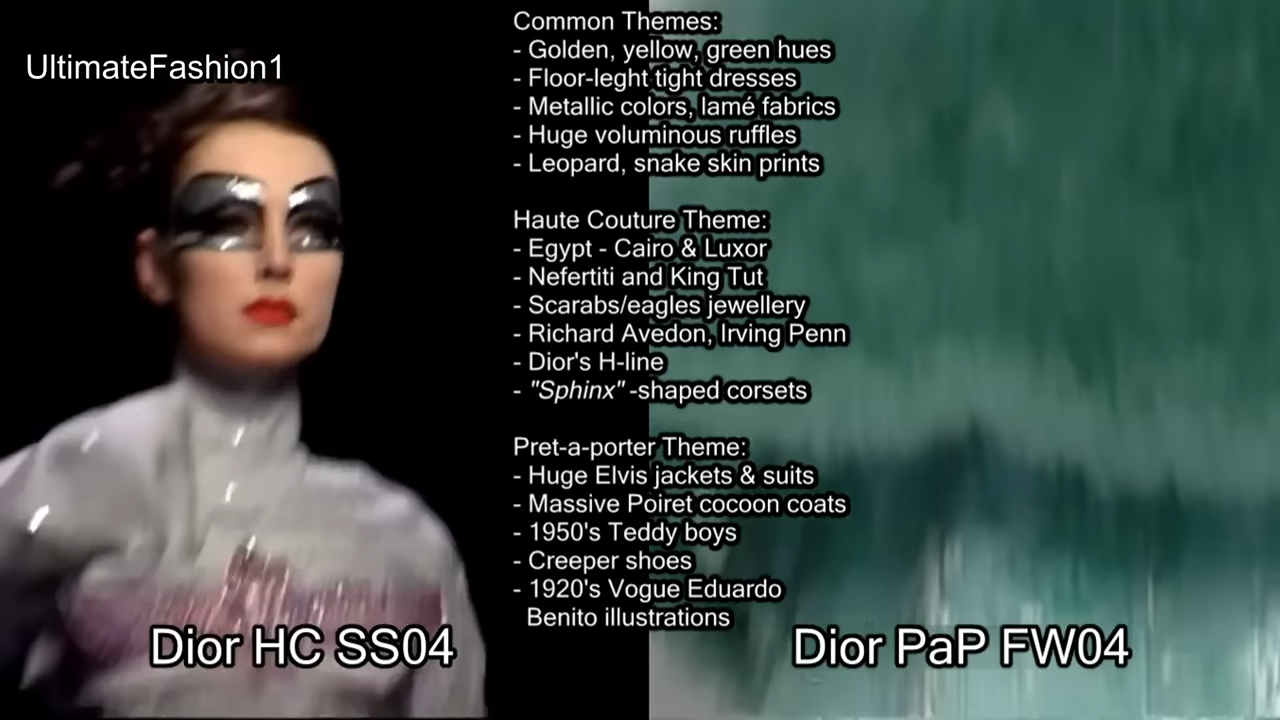 UltimateFashion1
Common Themes:
- Golden, yellow, green hues
- Floor-leght tight dresses
- Metallic colors, lamé fabrics
- Huge voluminous ruffles
- Leopard, snake skin prints
Haute Couture Theme:
- Egypt - Cairo & Luxor
- Nefertiti and King Tut
- Scarabs/eagles jewellery
- Richard Avedon, Irving Penn
- Dior's H-line
- "Sphinx" -shaped corsets
Pret-a-porter Theme:
- Huge Elvis jackets & suits
- Massive Poiret cocoon coats
- 1950's Teddy boys
- Creeper shoes
- 1920's Vogue Eduardo
Benito illustrations
Dior HC SS04
Dior PaP FW04